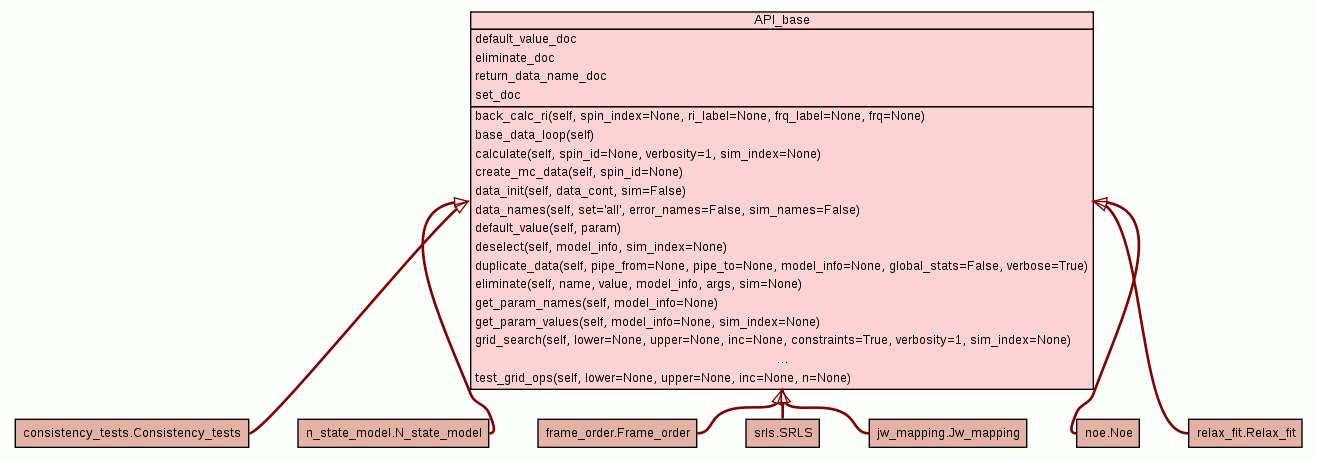 API_base
default_value_doc
eliminate_doc
return_data_name_doc
set_doc
back_calc_ri(self, spin_index=None, ri_label=None, frq_label=None, frq=None)
base_data_loop(self)
calculate(self, spin_id=None, verbosity=1, sim_index=None)
create_mc_data(self, spin_id=None)
data_init(self, data_cont, sim=False)
data_names(self, set='all', error_names=False, sim_names=False)
default_value(self, param)
deselect(self, model_info, sim_index=None)
duplicate_data(self, pipe_from=None, pipe_to=None, model_info=None, global_stats=False, verbose=True)
eliminate(self, name, value, model_info, args, sim=None)
get_param_names(self, model_info=None)
get_param_values(self, model_info=None, sim_index=None)
grid_search(self, lower=None, upper=None, inc=None, constraints=True, verbosity=1, sim_index=None)
...
test_grid_ops(self, lower=None, upper=None, inc=None, n=None)
consistency_tests.Consistency_tests
n_state_model.N_state_model
frame_order.Frame_order
srls.SRLS
jw_mapping.Jw_mapping
noe.Noe
relax_fit.Relax_fit